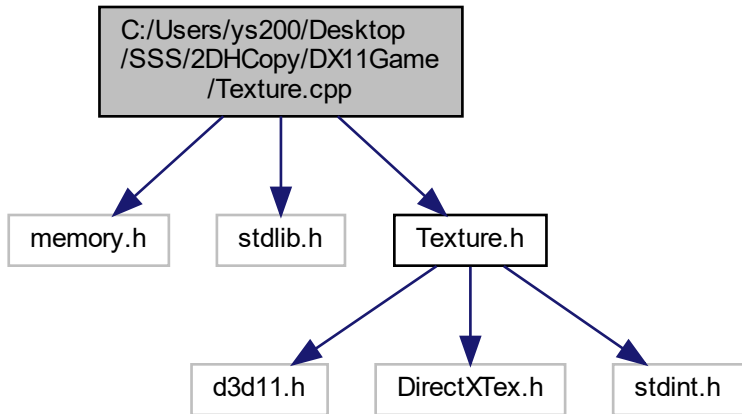 C:/Users/ys200/Desktop
/SSS/2DHCopy/DX11Game
/Texture.cpp
memory.h
stdlib.h
Texture.h
d3d11.h
DirectXTex.h
stdint.h